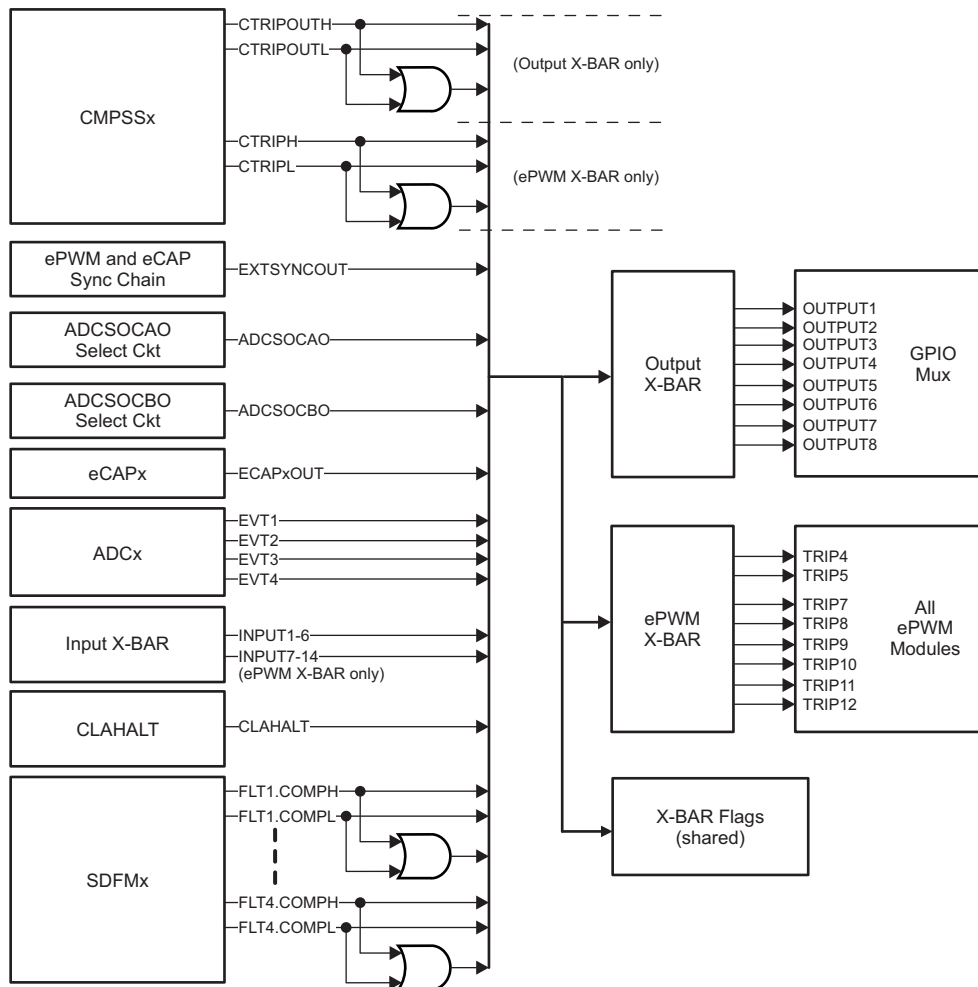 CTRIPOUTH
CTRIPOUTL
(Output X-BAR only)
CMPSSx
CTRIPH
CTRIPL
(ePWM X-BAR only)
ePWM and eCAP
Sync Chain
EXTSYNCOUT
ADCSOCAO
Select Ckt
ADCSOCAO
ADCSOCBO
Select Ckt
ADCSOCBO
eCAPx
ECAPxOUT
ADCx
EVT1
EVT2
EVT3
EVT4
Input X-BAR
INPUT1-6
INPUT7-14
(ePWM X-BAR only)
CLAHALT
CLAHALT
SDFMx
FLT1.COMPH
FLT1.COMPL
FLT4.COMPH
FLT4.COMPL
Output
X-BAR
OUTPUT1
OUTPUT2
OUTPUT3
OUTPUT4
OUTPUT5
OUTPUT6
OUTPUT7
OUTPUT8
GPIO
Mux
ePWM
X-BAR
TRIP4
TRIP5
TRIP7
TRIP8
TRIP9
TRIP10
TRIP11
TRIP12
All
ePWM
Modules
X-BAR Flags
(shared)